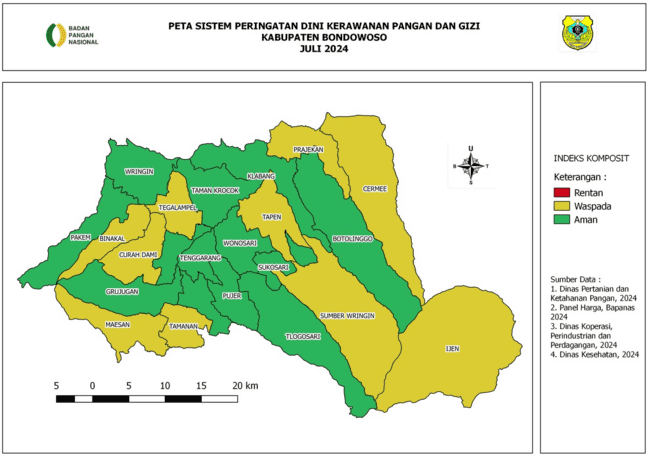 BADAN
PANGAN
NASIONAL
PETA SISTEM PERINGATAN DINI KERAWANAN PANGAN DAN GIZI
KABUPATEN BONDOWOSO
JULI 2024
PRAJEKAN
WRINGIN
KLABANG
CERMEE
TAMAN KROCOK
TEGALAMPEL
TAPEN
PAKEM
BINAKAL
WONOSARI
BOTOLINGGO
CURAH DAMI
TENGGARANG
SUKOSARI
GRUJUGAN
PUJER
SUMBER WRINGIN
MAESAN
TAMANAN
TLOGOSARI
IJEN
5 0 5 10 15 20 km
U
B T
S
INDEKS KOMPOSIT
Keterangan :
Rentan
Waspada
Aman
Sumber Data :
1. Dinas Pertanian dan
Ketahanan Pangan, 2024
2. Panel Harga, Bapanas
2024
3. Dinas Koperasi,
Perindustrian dan
Perdagangan, 2024
4. Dinas Kesehatan, 2024